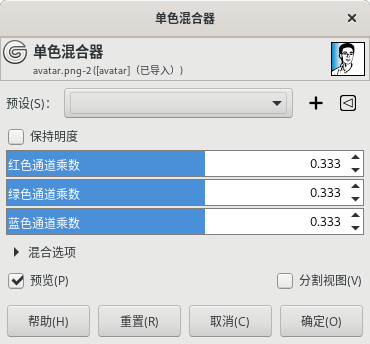 单色混合器
单色混合器
avatar.png-2 ([avatar]（已导入）)
预设(S)：
保持明度
红色通道乘数 0.333
绿色通道乘数 0.333
蓝色通道乘数 0.333
混合选项
预览(P) 分割视图(V)
帮助(H) 重置(R) 取消(C) 确定(O)